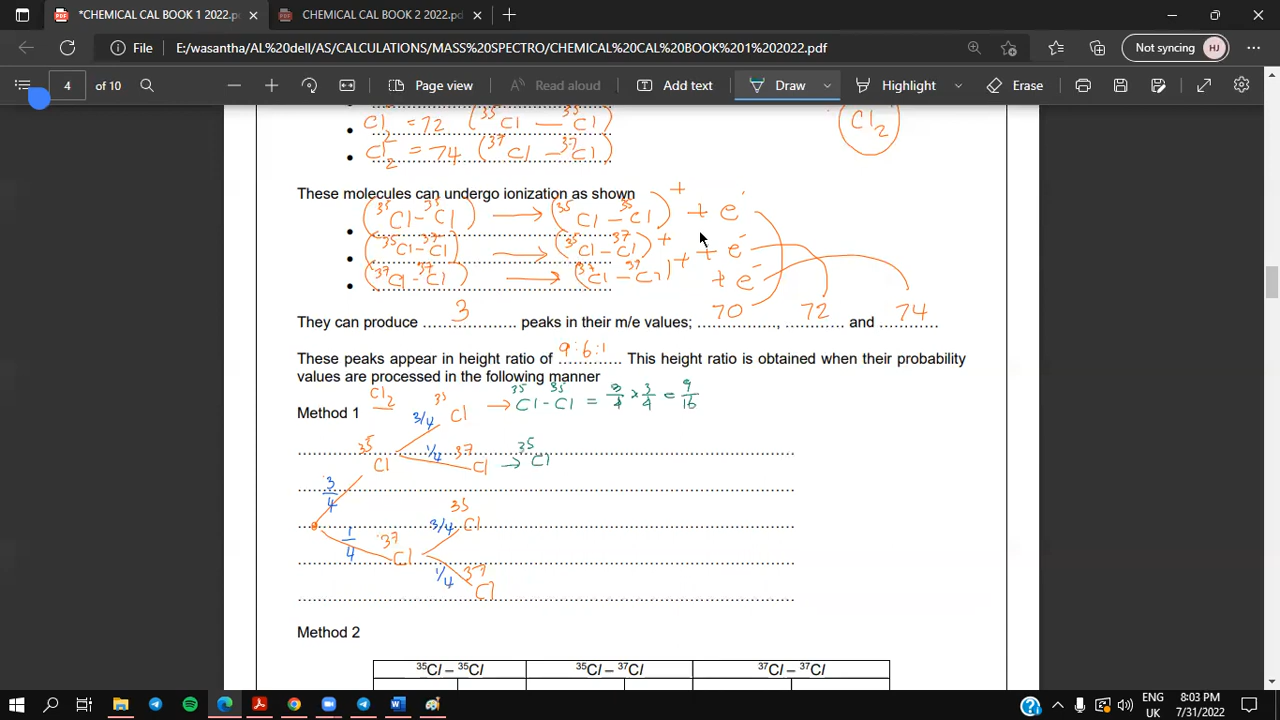 *CHEMICAL CAL BOOK 1 2022.p
CHEMICAL CAL BOOK 2 2022.pdf
File
E:/wasantha/AL%20dell/AS/CALCULATIONS/MASS%20SPECTRO/CHEMICAL%20CAL%20BOOK%201%202022.pdf
Not syncing
HJ
4 of 10
Page view
Read aloud
Add text
Draw
Highlight
Erase
Cl2 = 72 (35Cl — 35Cl)
Cl2
Cl2 = 74 (37Cl – 37Cl)
These molecules can undergo ionization as shown
(35Cl – 35Cl) → (35Cl – 35Cl)+ + e-
(35Cl – 37Cl) → (35Cl – 37Cl)+ + e-
(37Cl – 37Cl) → (37Cl – 37Cl)+ + e-
They can produce 3 peaks in their m/e values; 70, 72 and 74
These peaks appear in height ratio of 9:6:1. This height ratio is obtained when their probability
values are processed in the following manner
Cl2
Method 1
3/4 35Cl → 35Cl – 35Cl = 3/4 × 3/4 = 9/16
35Cl 1/4 37Cl → 35Cl
3/4
3/4 35Cl
1/4 37Cl
1/4 37Cl
Method 2
35Cl – 35Cl
35Cl – 37Cl
37Cl – 37Cl
ENG
UK
8:03 PM
7/31/2022